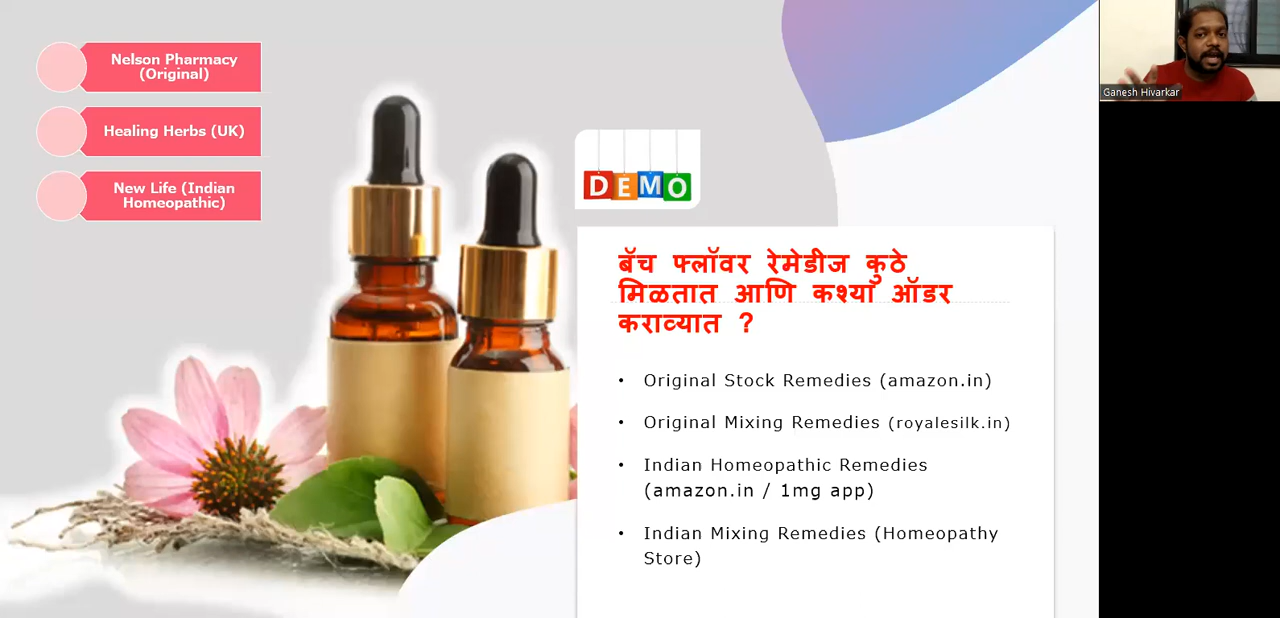 Nelson Pharmacy
(Original)
Healing Herbs (UK)
New Life (Indian
Homeopathic)
DEMO
बॅच फ्लॉवर रेमेडीज कुठे
मिळतात आणि कश्या ऑडर
कराव्यात ?
• Original Stock Remedies (amazon.in)
• Original Mixing Remedies (royalesilk.in)
• Indian Homeopathic Remedies
(amazon.in / 1mg app)
• Indian Mixing Remedies (Homeopathy
Store)
Ganesh Hivarkar